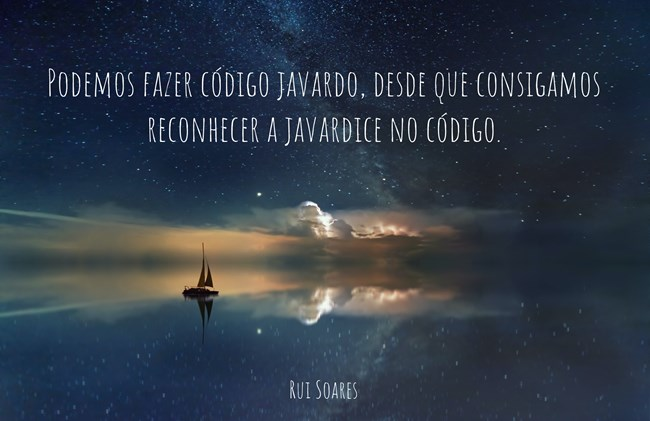 Podemos fazer código javardo, desde que consigamos
reconhecer a javardice no código.
Rui Soares